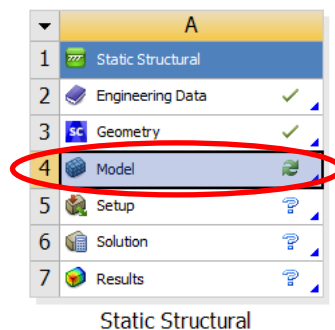 A
1 Static Structural
2 Engineering Data
3 SC Geometry
4 Model
5 Setup
6 Solution
7 Results
Static Structural